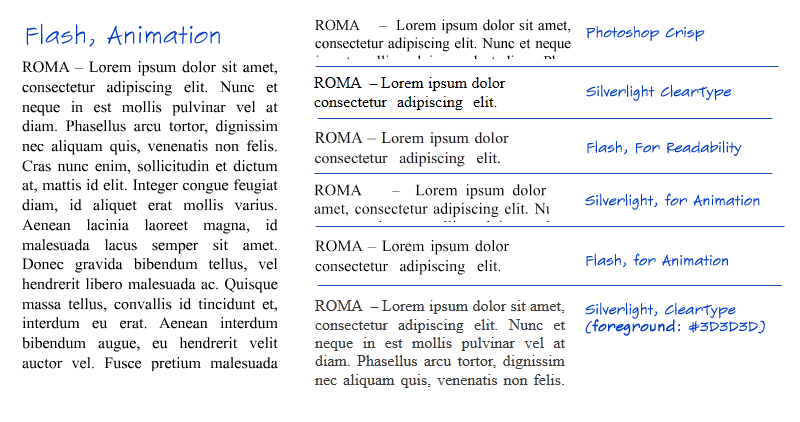 Flash, Animation
ROMA – Lorem ipsum dolor sit amet,
consectetur adipiscing elit. Nunc et
neque in est mollis pulvinar vel at
diam. Phasellus arcu tortor, dignissim
nec aliquam quis, venenatis non felis.
Cras nunc enim, sollicitudin et dictum
at, mattis id elit. Integer congue feugiat
diam, id aliquet erat mollis varius.
Aenean lacinia laoreet magna, id
malesuada lacus semper sit amet.
Donec gravida bibendum tellus, vel
hendrerit libero malesuada ac. Quisque
massa tellus, convallis id tincidunt et,
interdum eu erat. Aenean interdum
bibendum augue, eu hendrerit velit
auctor vel. Fusce pretium malesuada
ROMA – Lorem ipsum dolor sit amet,
consectetur adipiscing elit. Nunc et neque
Photoshop Crisp
ROMA – Lorem ipsum dolor
consectetur adipiscing elit.
Silverlight ClearType
ROMA – Lorem ipsum dolor
consectetur adipiscing elit.
Flash, For Readability
ROMA – Lorem ipsum dolor
amet, consectetur adipiscing elit. Nu
Silverlight, for Animation
ROMA – Lorem ipsum dolor
consectetur adipiscing elit.
Flash, for Animation
ROMA – Lorem ipsum dolor sit amet,
consectetur adipiscing elit. Nunc et
neque in est mollis pulvinar vel at
diam. Phasellus arcu tortor, dignissim
nec aliquam quis, venenatis non felis.
Silverlight, ClearType
(foreground: #3D3D3D)